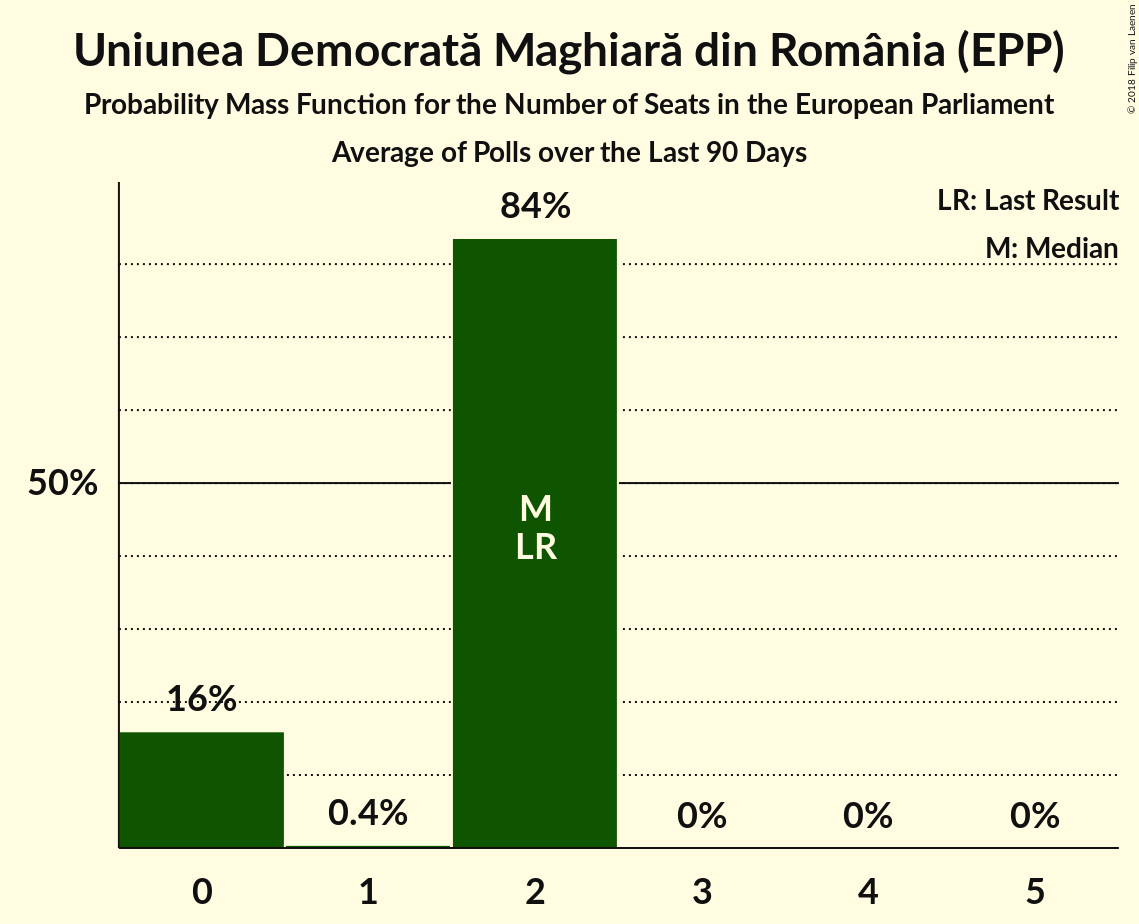 Uniunea Democrată Maghiară din România (EPP)
Probability Mass Function for the Number of Seats in the European Parliament
Average of Polls over the Last 90 Days
© 2018 Filip van Laenen
LR: Last Result
M: Median
84%
50%
M
LR
16%
0.4%
0%
0%
0%
0
1
2
3
4
5